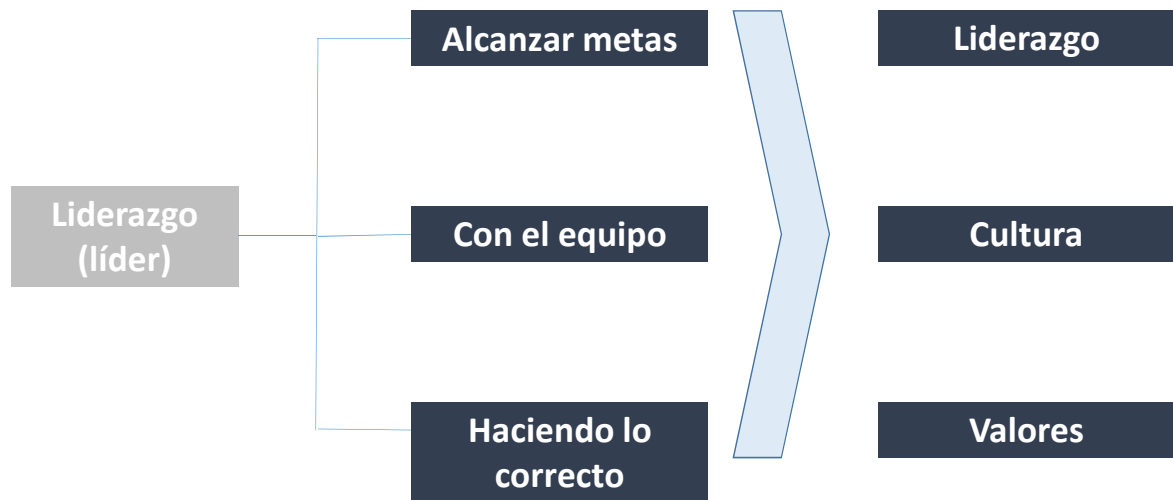 Alcanzar metas
Liderazgo
Liderazgo
(líder)
Con el equipo
Cultura
Haciendo lo
correcto
Valores